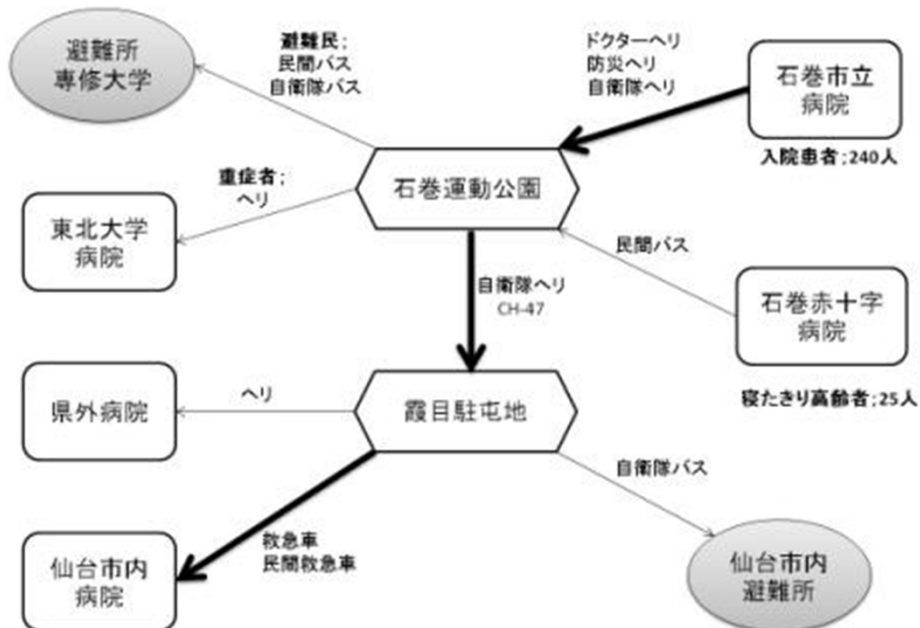 避難所
専修大学
避難民;
民間バス
自衛隊バス
ドクターヘリ
防災ヘリ
自衛隊ヘリ
石巻市立
病院
入院患者;240人
重症者;
ヘリ
石巻運動公園
東北大学
病院
民間バス
自衛隊ヘリ
CH-47
石巻赤十字
病院
寝たきり高齢者;25人
県外病院
ヘリ
霞目駐屯地
自衛隊バス
救急車
民間救急車
仙台市内
病院
仙台市内
避難所